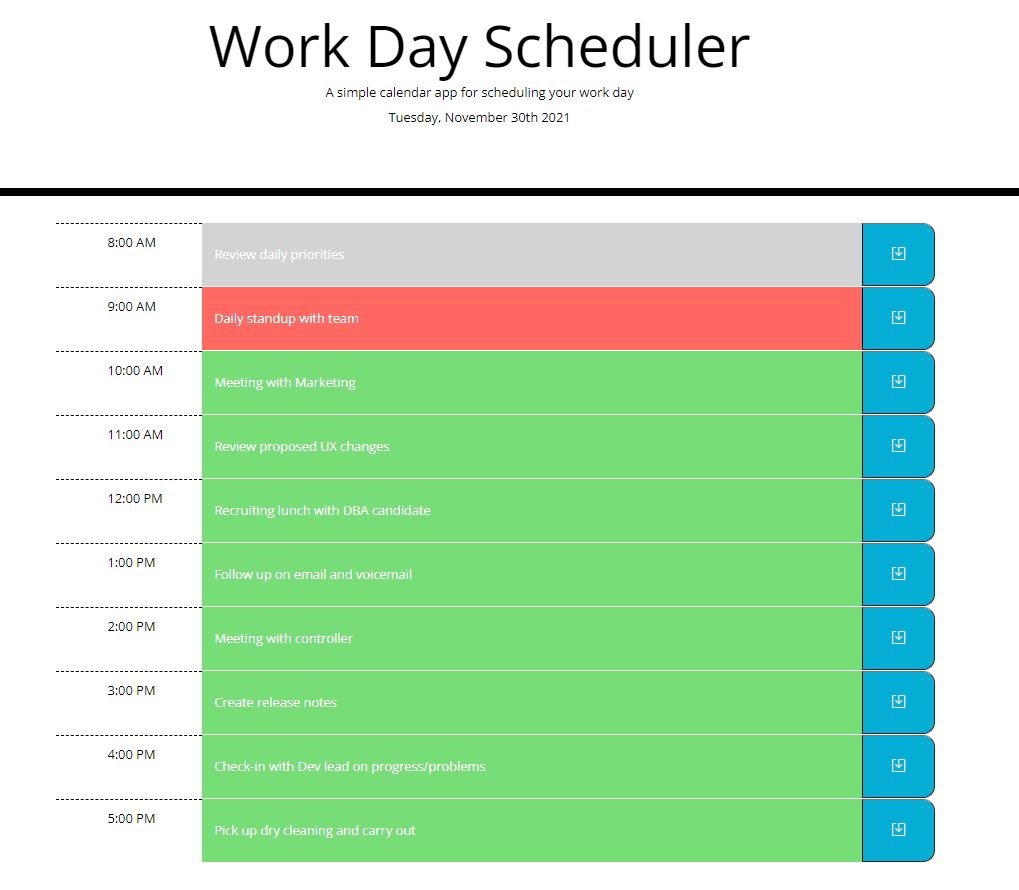 Work Day Scheduler
A simple calendar app for scheduling your work day
Tuesday, November 30th 2021
8:00 AM
Review daily priorities
9:00 AM
Daily standup with team
10:00 AM
Meeting with Marketing
11:00 AM
Review proposed UX changes
12:00 PM
Recruiting lunch with DBA candidate
1:00 PM
Follow up on email and voicemail
2:00 PM
Meeting with controller
3:00 PM
Create release notes
4:00 PM
Check-in with Dev lead on progress/problems
5:00 PM
Pick up dry cleaning and carry out